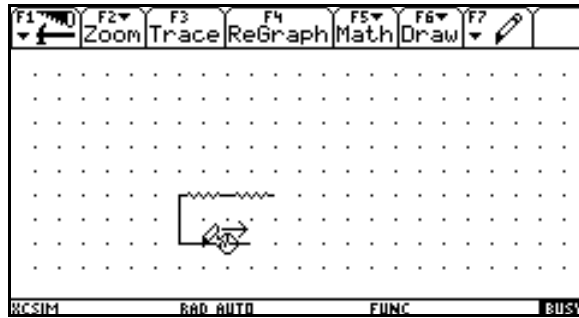 F1 F2 F3 F4 F5 F6 F7
Zoom Trace ReGraph Math Draw
XCSIM RAD AUTO FUNC BUSY